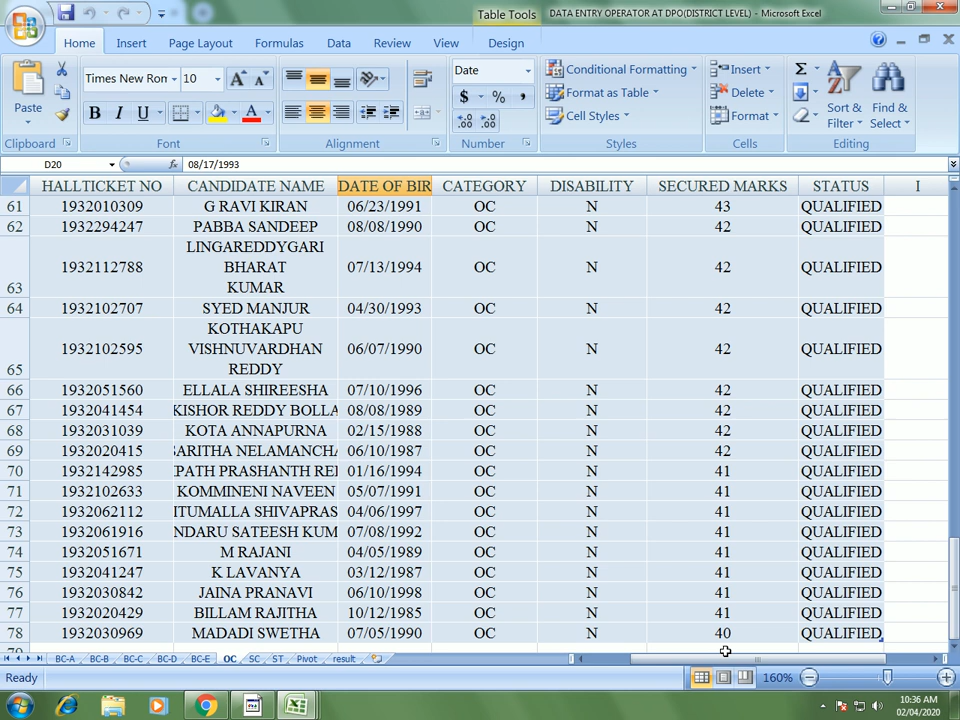 Table Tools
DATA ENTRY OPERATOR AT DPO(DISTRICT LEVEL) - Microsoft Excel
Home Insert Page Layout Formulas Data Review View Design
Paste
Times New Ron 10
B I U
A A
Date
$ % ,
Conditional Formatting
Format as Table
Cell Styles
Insert
Delete
Format
Σ
Sort & Filter
Find & Select
Clipboard Font Alignment Number Styles Cells Editing
D20 fx 08/17/1993
HALLTICKET NO CANDIDATE NAME DATE OF BIR CATEGORY DISABILITY SECURED MARKS STATUS I
61 1932010309 G RAVI KIRAN 06/23/1991 OC N 43 QUALIFIED
62 1932294247 PABBA SANDEEP 08/08/1990 OC N 42 QUALIFIED
63 1932112788 LINGAREDDYGARI BHARAT KUMAR 07/13/1994 OC N 42 QUALIFIED
64 1932102707 SYED MANJUR 04/30/1993 OC N 42 QUALIFIED
65 1932102595 KOTHAKAPU VISHNUVARDHAN REDDY 06/07/1990 OC N 42 QUALIFIED
66 1932051560 ELLALA SHIREESHA 07/10/1996 OC N 42 QUALIFIED
67 1932041454 KISHOR REDDY BOLLA 08/08/1989 OC N 42 QUALIFIED
68 1932031039 KOTA ANNAPURNA 02/15/1988 OC N 42 QUALIFIED
69 1932020415 SARITHA NELAMANCHA 06/10/1987 OC N 42 QUALIFIED
70 1932142985 PATH PRASHANTH REI 01/16/1994 OC N 41 QUALIFIED
71 1932102633 KOMMINENI NAVEEN 05/07/1991 OC N 41 QUALIFIED
72 1932062112 ITUMALLA SHIVAPRAS 04/06/1997 OC N 41 QUALIFIED
73 1932061916 NDARU SATEESH KUM 07/08/1992 OC N 41 QUALIFIED
74 1932051671 M RAJANI 04/05/1989 OC N 41 QUALIFIED
75 1932041247 K LAVANYA 03/12/1987 OC N 41 QUALIFIED
76 1932030842 JAINA PRANAVI 06/10/1998 OC N 41 QUALIFIED
77 1932020429 BILLAM RAJITHA 10/12/1985 OC N 41 QUALIFIED
78 1932030969 MADADI SWETHA 07/05/1990 OC N 40 QUALIFIED
BC-A BC-B BC-C BC-D BC-E OC SC ST Pivot result
Ready 160%
10:36 AM
02/04/2020